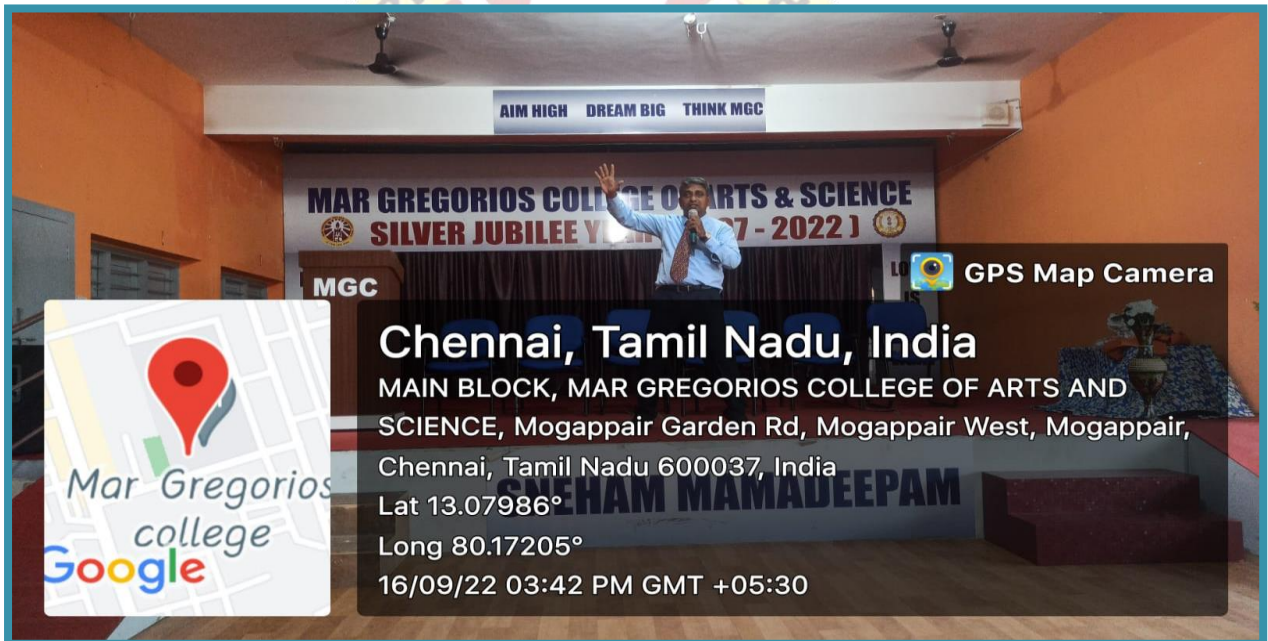 AIM HIGH DREAM BIG THINK MGC
MAR GREGORIOS COLLEGE OF ARTS & SCIENCE
SILVER JUBILEE 7 - 2022 ]
MGC
GPS Map Camera
Chennai, Tamil Nadu, India
MAIN BLOCK, MAR GREGORIOS COLLEGE OF ARTS AND
SCIENCE, Mogappair Garden Rd, Mogappair West, Mogappair,
Chennai, Tamil Nadu 600037, India
Lat 13.07986°
Long 80.17205°
16/09/22 03:42 PM GMT +05:30
Mar Gregorios
college
Google
SNEHAM MAMADEEPAM